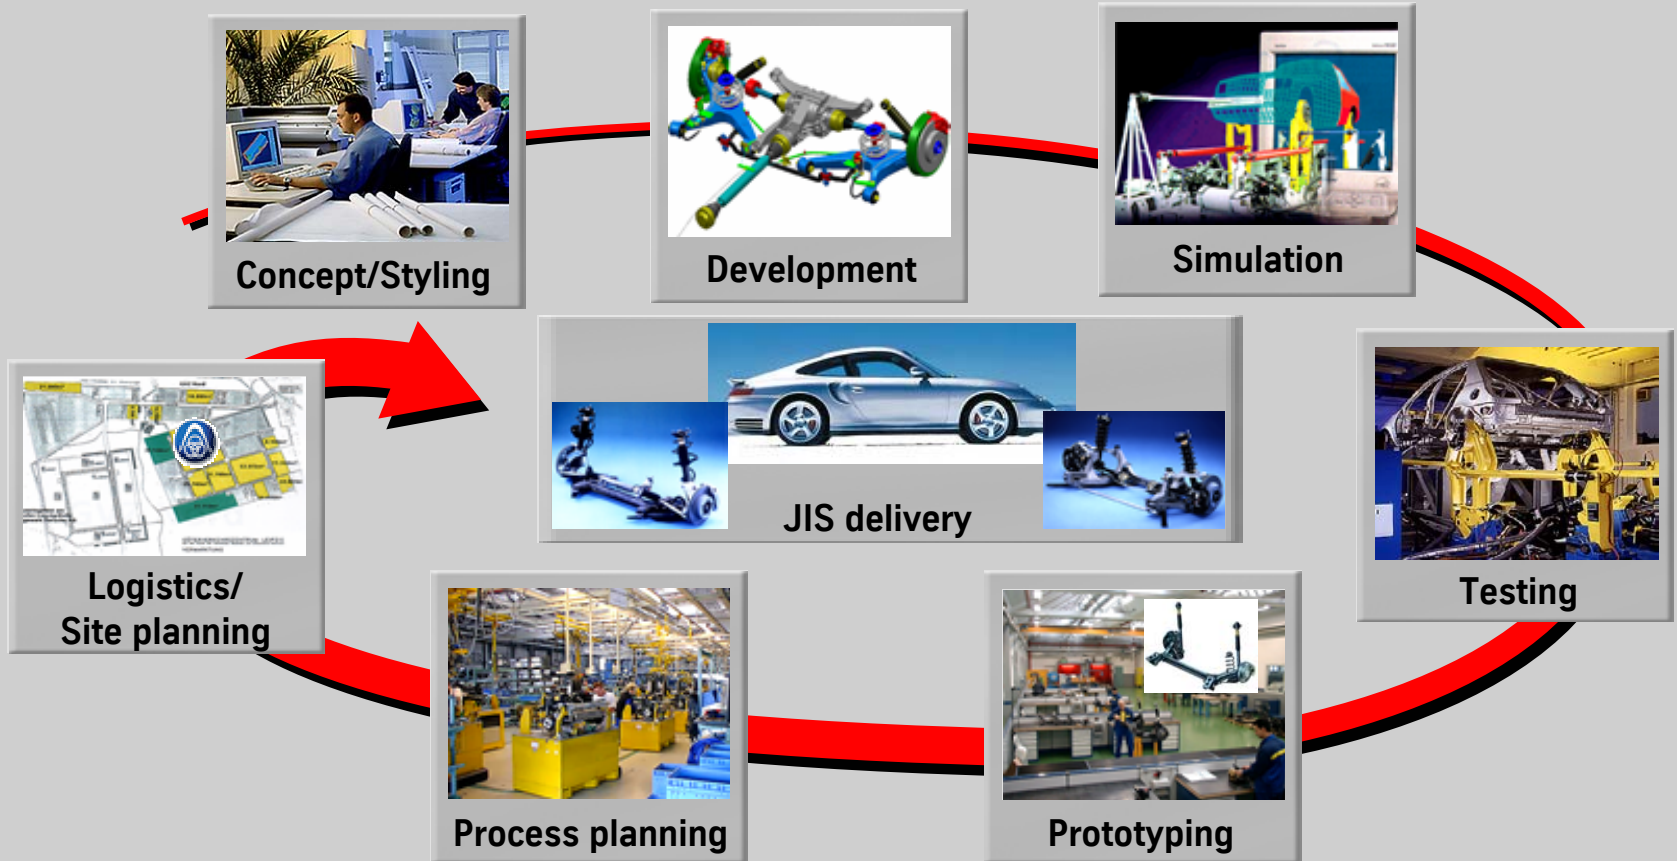 Concept/Styling
Development
Simulation
Testing
Prototyping
Process planning
Logistics/
Site planning
JIS delivery